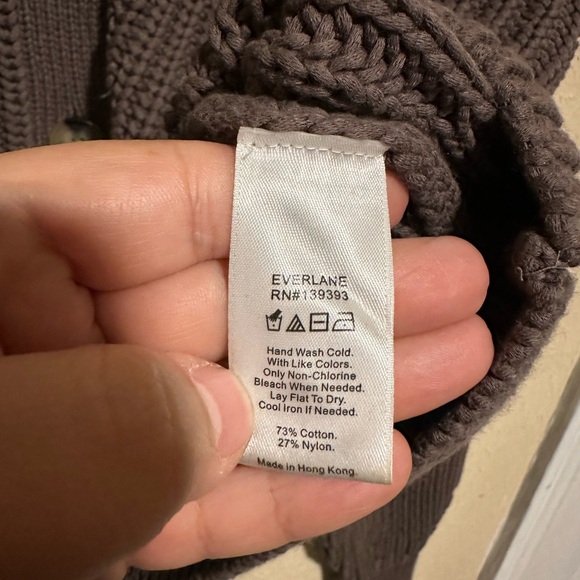 EVERLANE
RN#139393
Hand Wash Cold.
With Like Colors.
Only Non-Chlorine
Bleach When Needed.
Lay Flat To Dry.
Cool iron If Needed.
73% Cotton.
27% Nylon.
Made in Hong Kong.